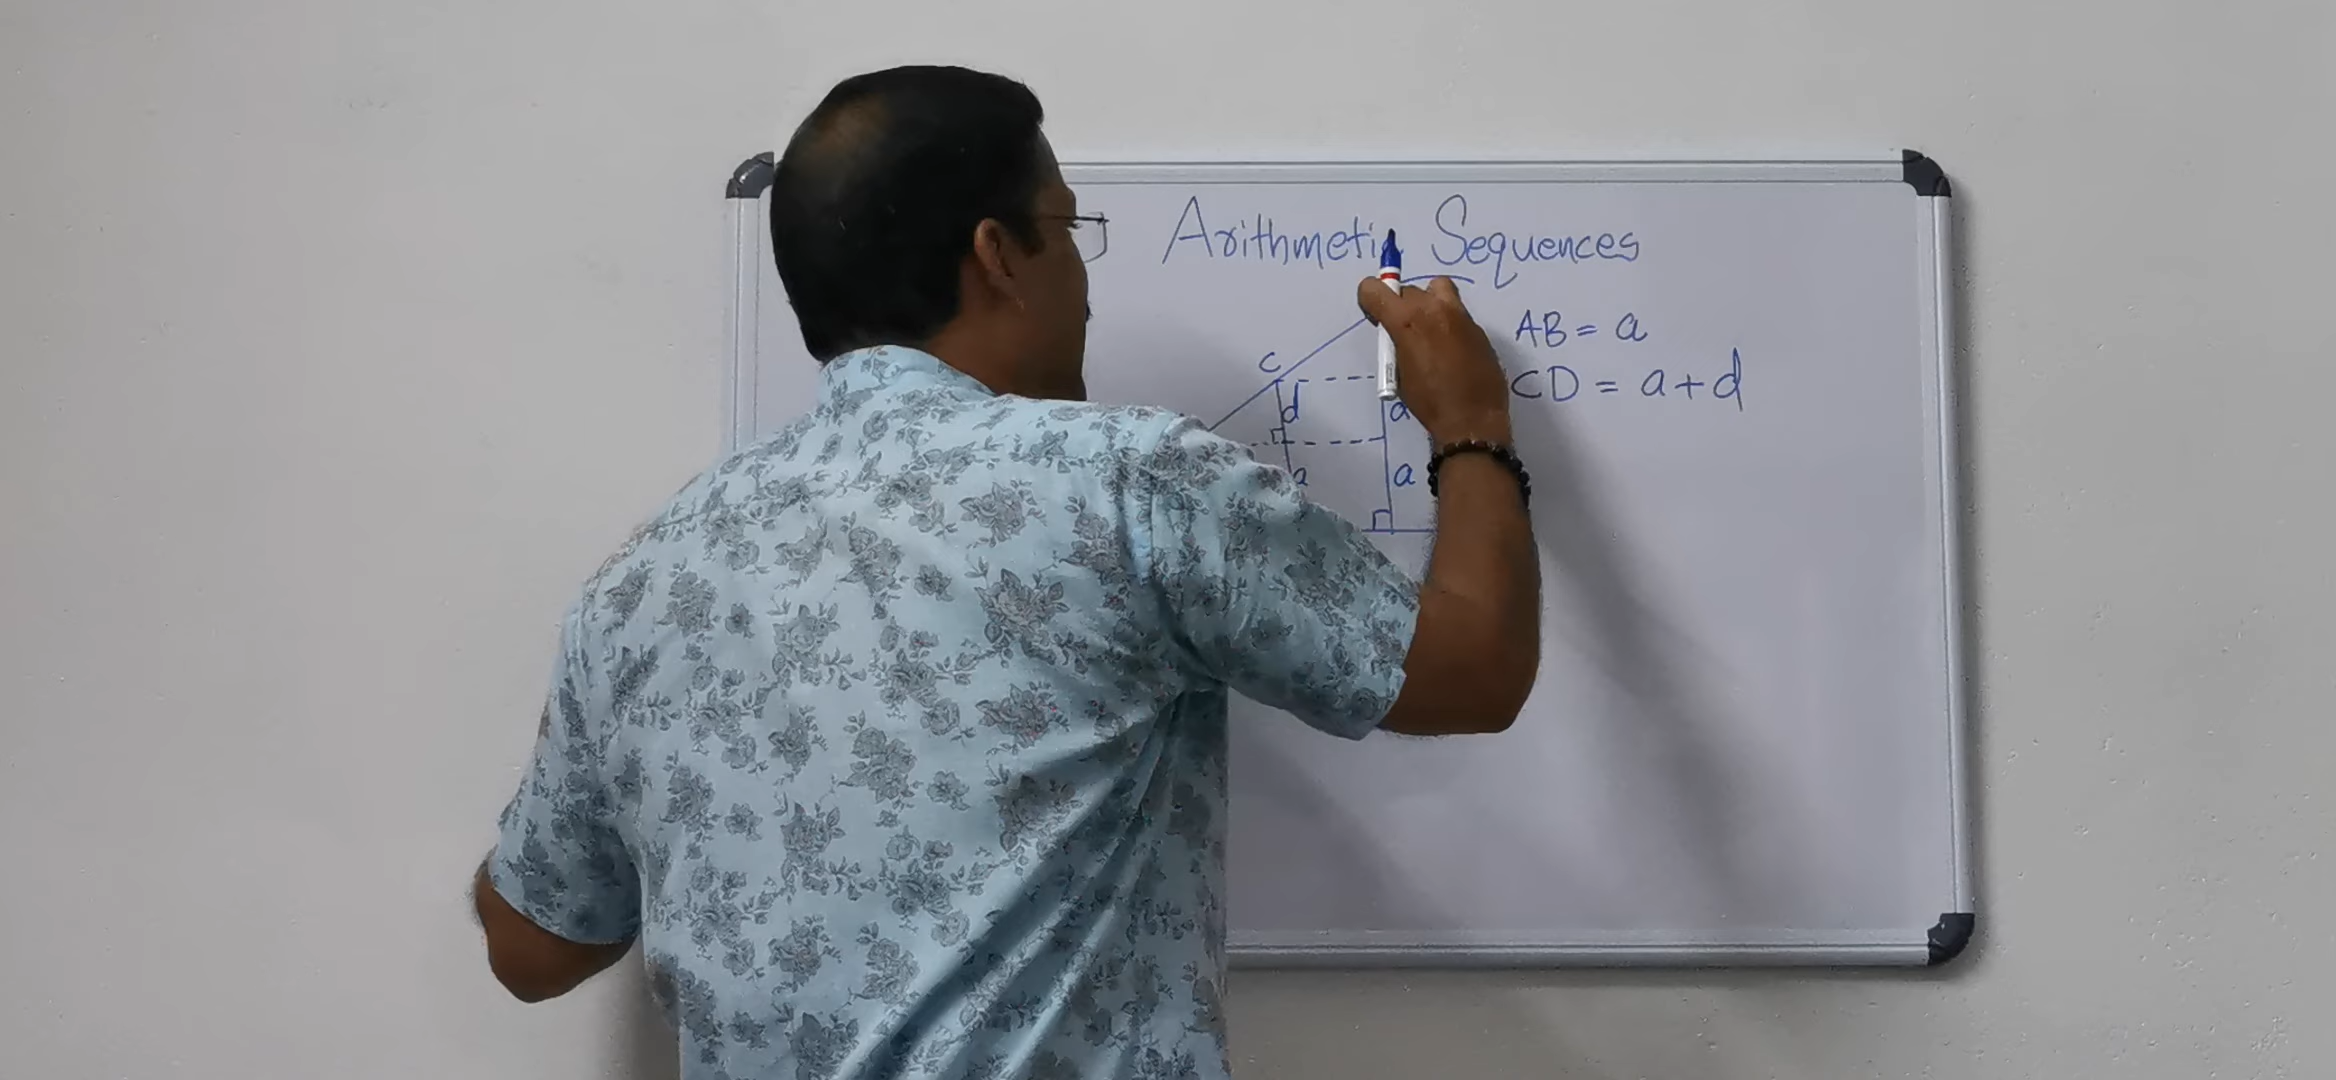 Arithmetic Sequences
AB = a
C
CD = a + d
d
a
a